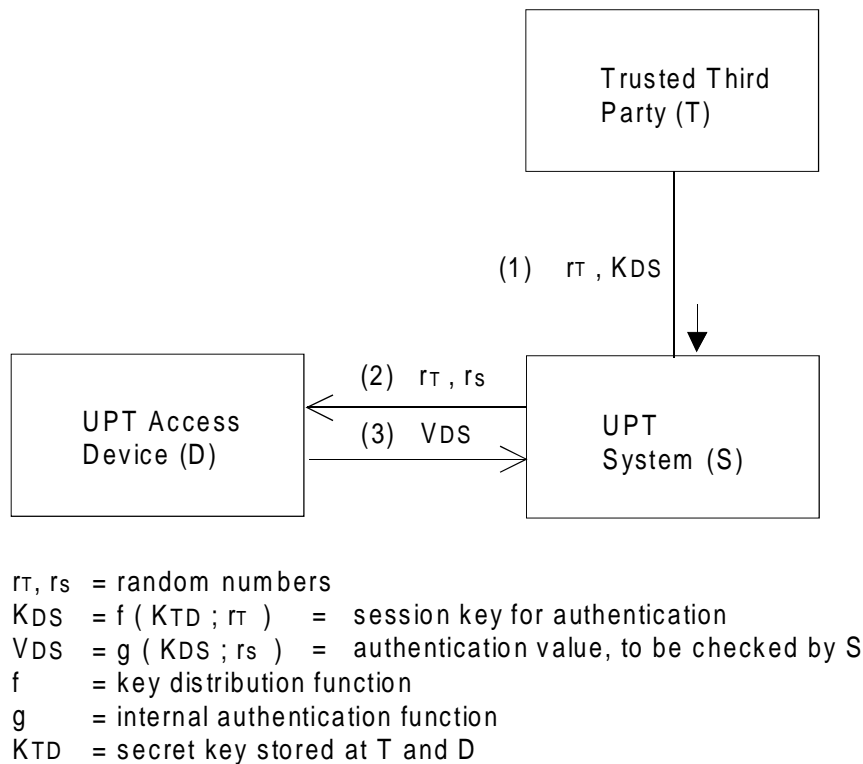 Trusted Third
Party (T)
(1) rT , KDS
(2) rT , rs
UPT Access
Device (D)
(3) VDS
UPT
System (S)
rT, rs = random numbers
KDS = f ( KTD ; rT ) = session key for authentication
VDS = g ( KDS ; rs ) = authentication value, to be checked by S
f = key distribution function
g = internal authentication function
KTD = secret key stored at T and D